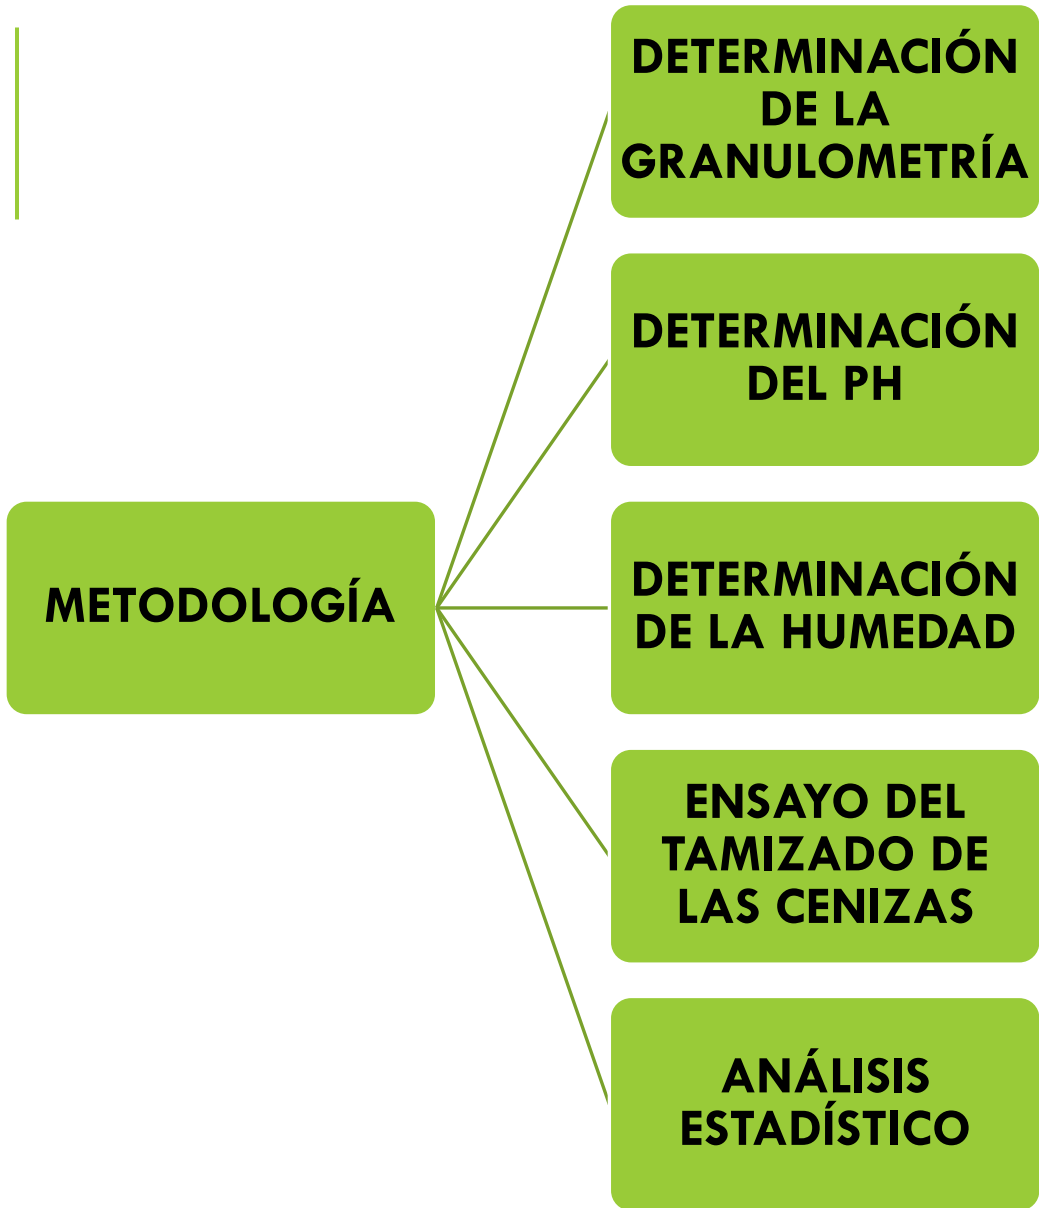 DETERMINACIÓN
DE LA
GRANULOMETRÍA
DETERMINACIÓN
DEL PH
METODOLOGÍA
DETERMINACIÓN
DE LA HUMEDAD
ENSAYO DEL
TAMIZADO DE
LAS CENIZAS
ANÁLISIS
ESTADÍSTICO